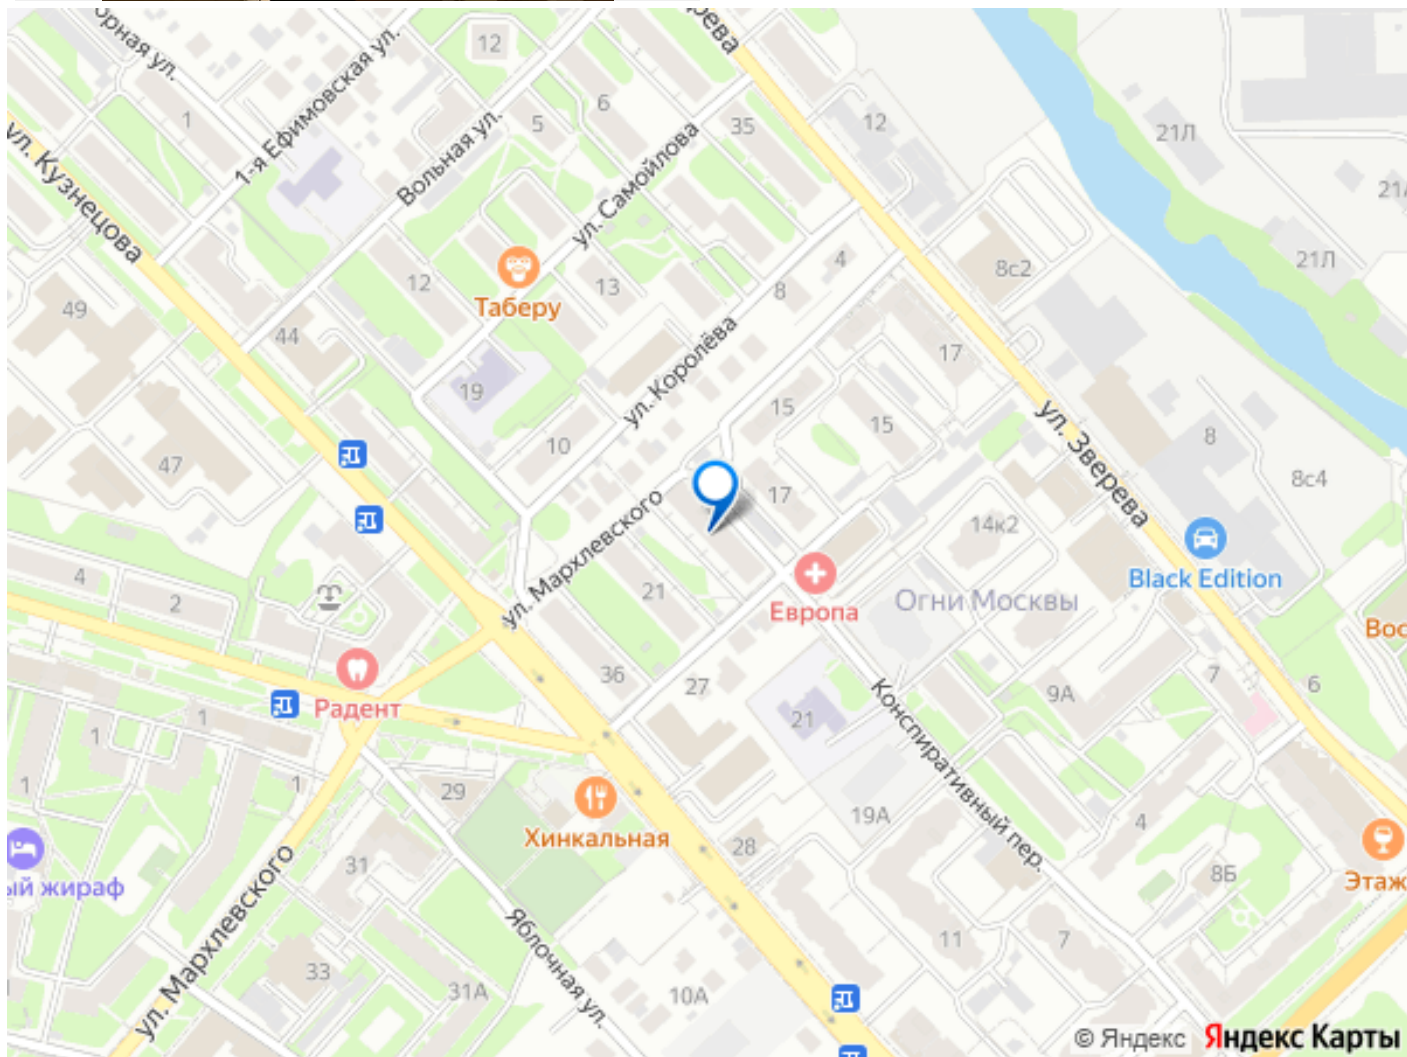 орная ул.
1-я Ефимовская ул.
12
рева
1
ул. Кузнецова
Вольная ул.
5
6
ул. Самойлова
35
12
21Л
21
49
44
12
Таберу
13
4
8
8с2
21Л
19
ул. Королёва
17
47
10
15
15
ул. Зверева
8
8с4
ул. Мархлевского
17
14к2
Black Edition
4
2
21
Европа
Огни Москвы
Вос
Радент
36
27
21
Конспиративный пер.
9А
7
6
1
1
1
1
29
Хинкальная
28
19А
4
8Б
ый жираф
31
Этаж
ул. Мархлевского
Яблочная ул.
33
31А
10А
11
7
© Яндекс Яндекс Карты